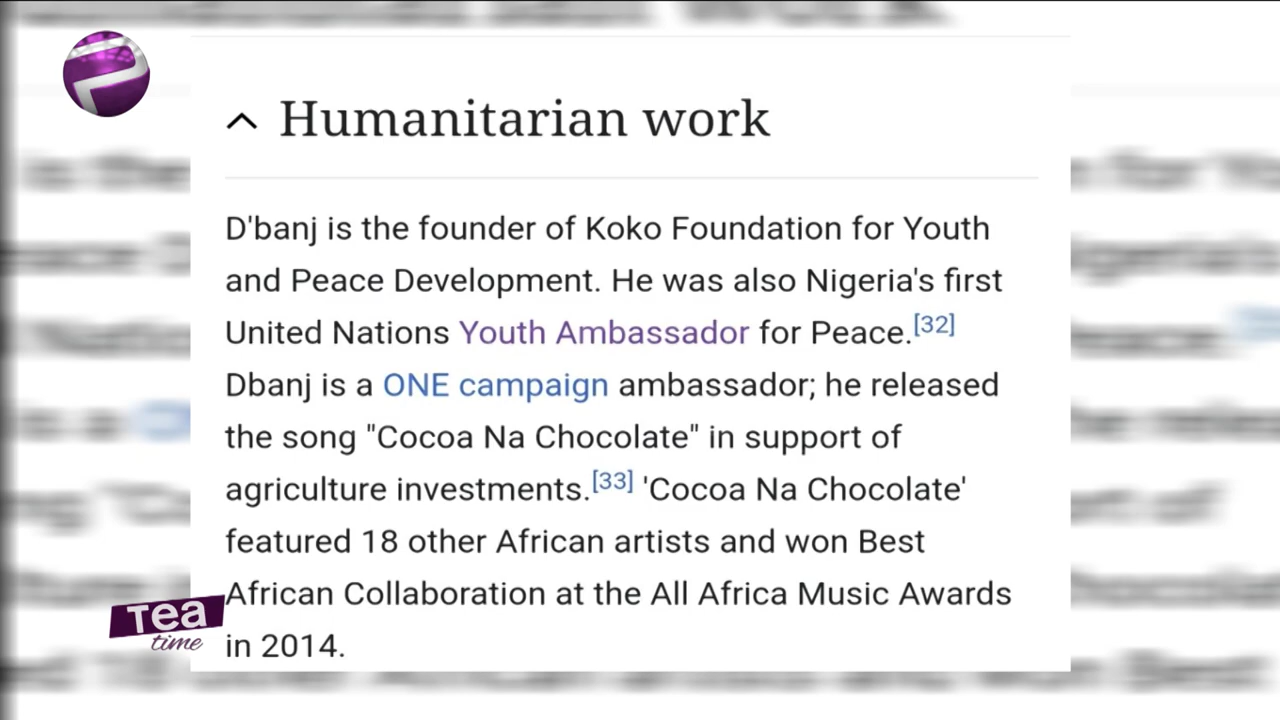 Humanitarian work
D'banj is the founder of Koko Foundation for Youth
and Peace Development. He was also Nigeria's first
United Nations Youth Ambassador for Peace.[32]
Dbanj is a ONE campaign ambassador; he released
the song "Cocoa Na Chocolate" in support of
agriculture investments.[33] 'Cocoa Na Chocolate'
featured 18 other African artists and won Best
African Collaboration at the All Africa Music Awards
in 2014.
Tea
time